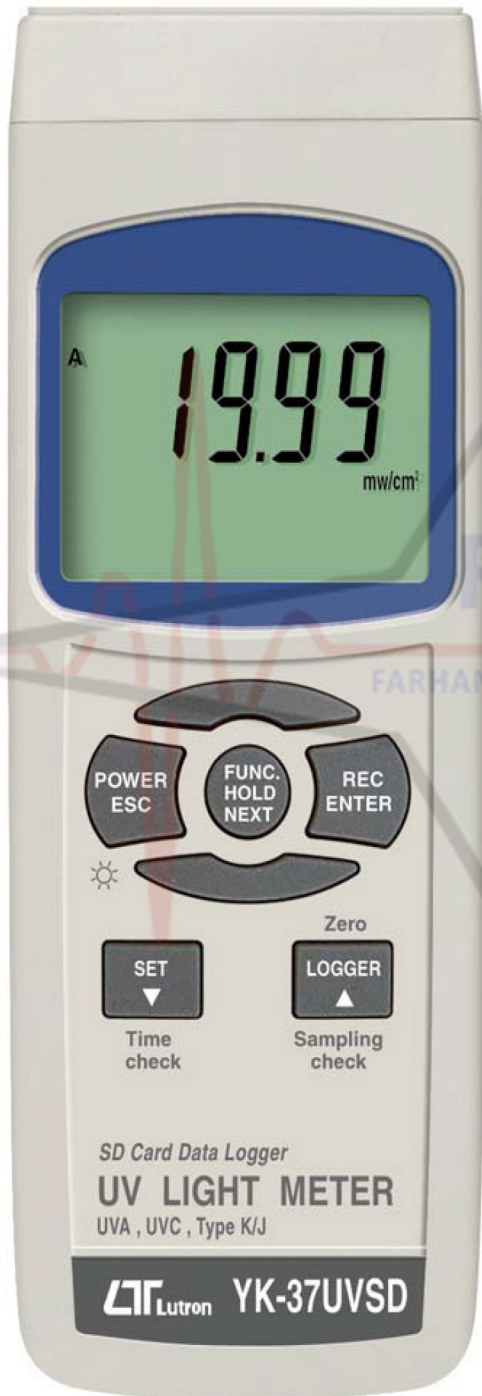 A
19.99
mw/cm²
FARHAN
POWER
ESC
FUNC.
HOLD
NEXT
REC
ENTER
Zero
SET
▼
LOGGER
▲
Time
check
Sampling
check
SD Card Data Logger
UV LIGHT METER
UVA , UVC , Type K/J
LT Lutron YK-37UVSD